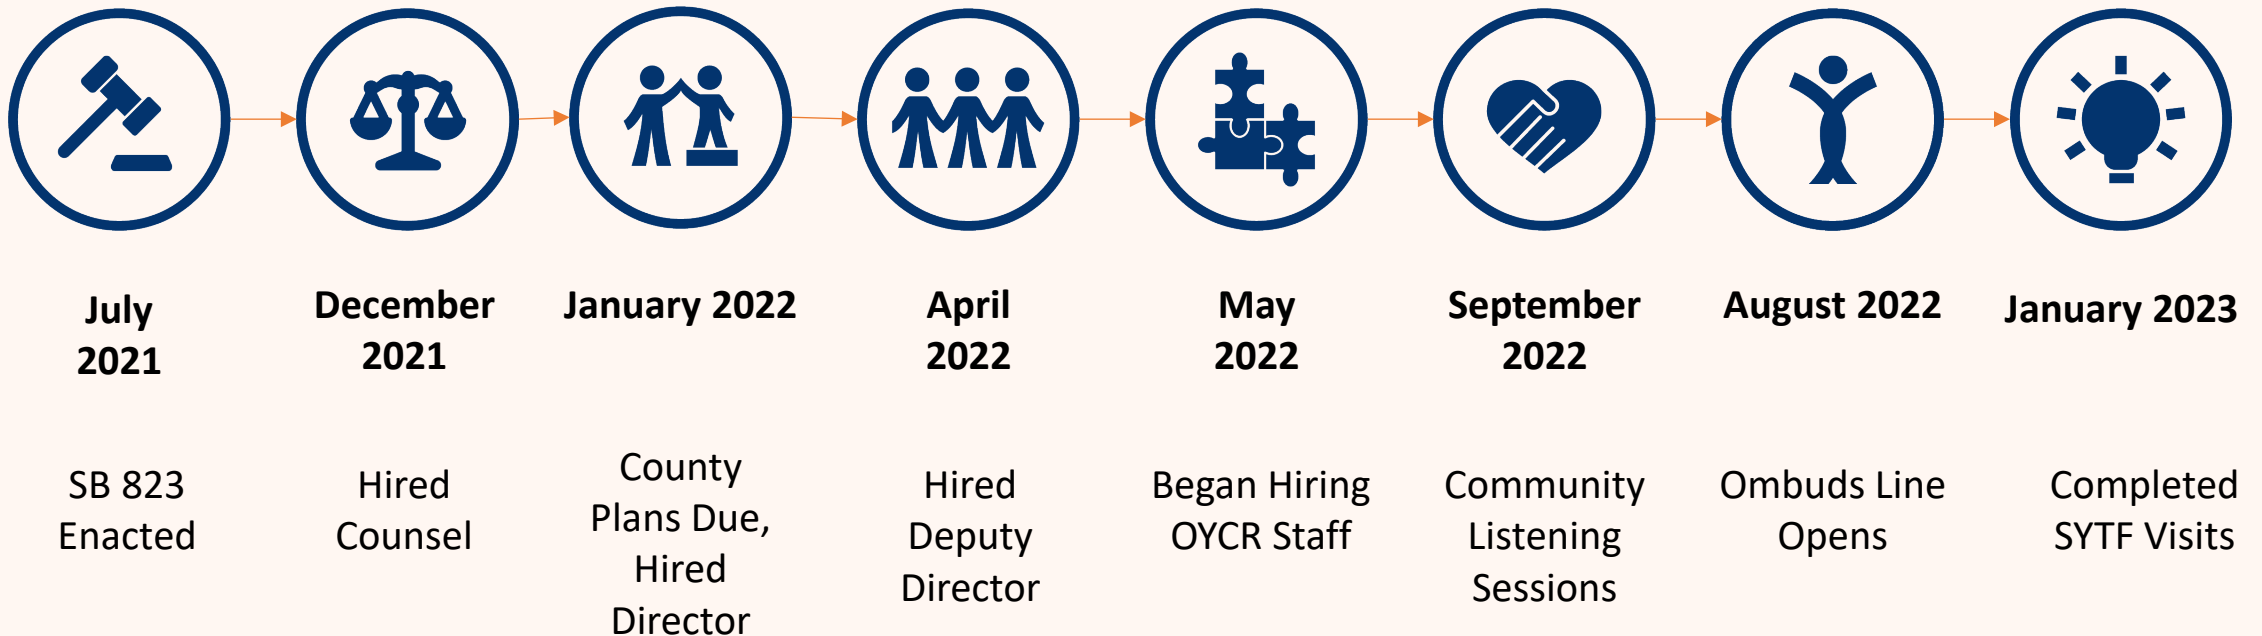 July
2021
SB 823
Enacted
December
2021
Hired
Counsel
January 2022
County
Plans Due,
Hired
Director
April
2022
Hired
Deputy
Director
May
2022
Began Hiring
OYCR Staff
September
2022
Community
Listening
Sessions
August 2022
Ombuds Line
Opens
January 2023
Completed
SYTF Visits